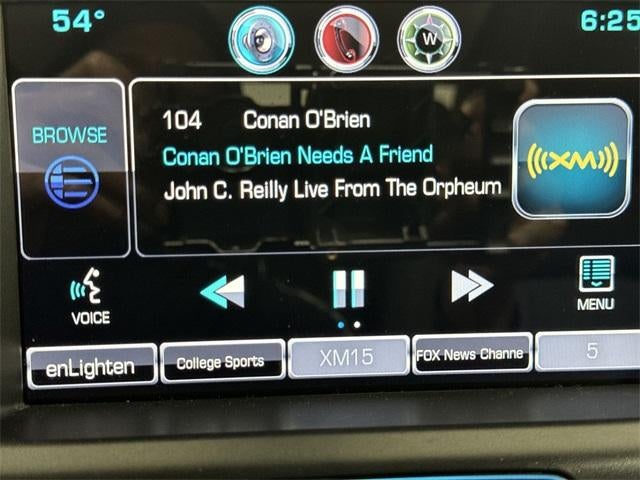 54°
W
6:25
BROWSE
104 Conan O'Brien
Conan O'Brien Needs A Friend
John C. Reilly Live From The Orpheum
((XM))
VOICE
MENU
enLighten
College Sports
XM15
FOX News Channe
5